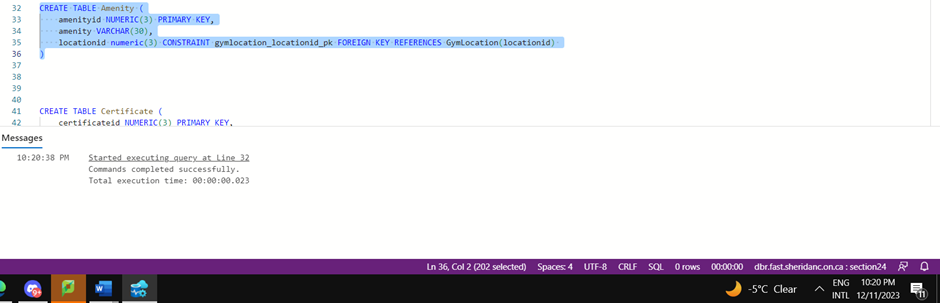 32 CREATE TABLE Amenity (
33 amenityid NUMERIC(3) PRIMARY KEY,
34 amenity VARCHAR(30),
35 locationid numeric(3) CONSTRAINT gymlocation_locationid_pk FOREIGN KEY REFERENCES GymLocation(locationid)
36 )
37
38
39
40
41 CREATE TABLE Certificate (
42 certificateid NUMERIC(3) PRIMARY KEY,
Messages
10:20:38 PM Started executing query at Line 32
Commands completed successfully.
Total execution time: 00:00:00.023
Ln 36, Col 2 (202 selected) Spaces: 4 UTF-8 CRLF SQL 0 rows 00:00:00 dbr.fast.sheridanc.on.ca : section24
-5°C Clear ENG 10:20 PM
INTL 12/11/2023 11